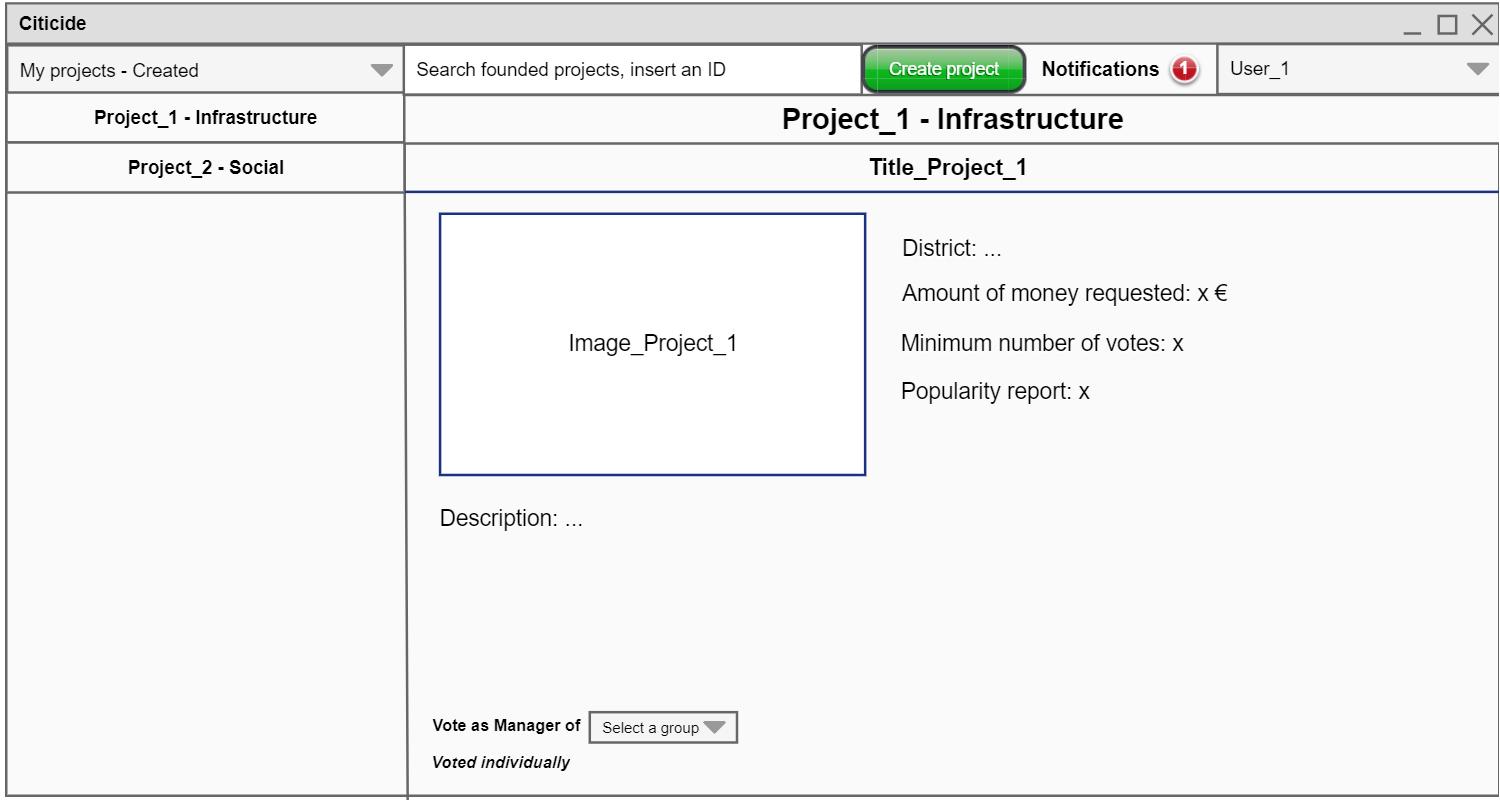 Citicide
My projects - Created
Search founded projects, insert an ID
Create project
Notifications 1
User_1
Project_1 - Infrastructure
Project_2 - Social
Project_1 - Infrastructure
Title_Project_1
Image_Project_1
District: ...
Amount of money requested: x €
Minimum number of votes: x
Popularity report: x
Description: ...
Vote as Manager of Select a group
Voted individually